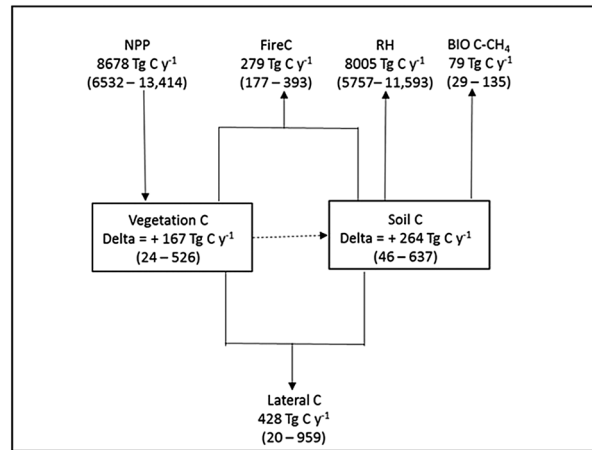 NPP
8678 Tg C y⁻¹
(6532 – 13,414)
FireC
279 Tg C y⁻¹
(177 – 393)
RH
8005 Tg C y⁻¹
(5757 – 11,593)
BIO C-CH₄
79 Tg C y⁻¹
(29 – 135)
Vegetation C
Delta = + 167 Tg C y⁻¹
(24 – 526)
Soil C
Delta = + 264 Tg C y⁻¹
(46 – 637)
Lateral C
428 Tg C y⁻¹
(20 – 959)